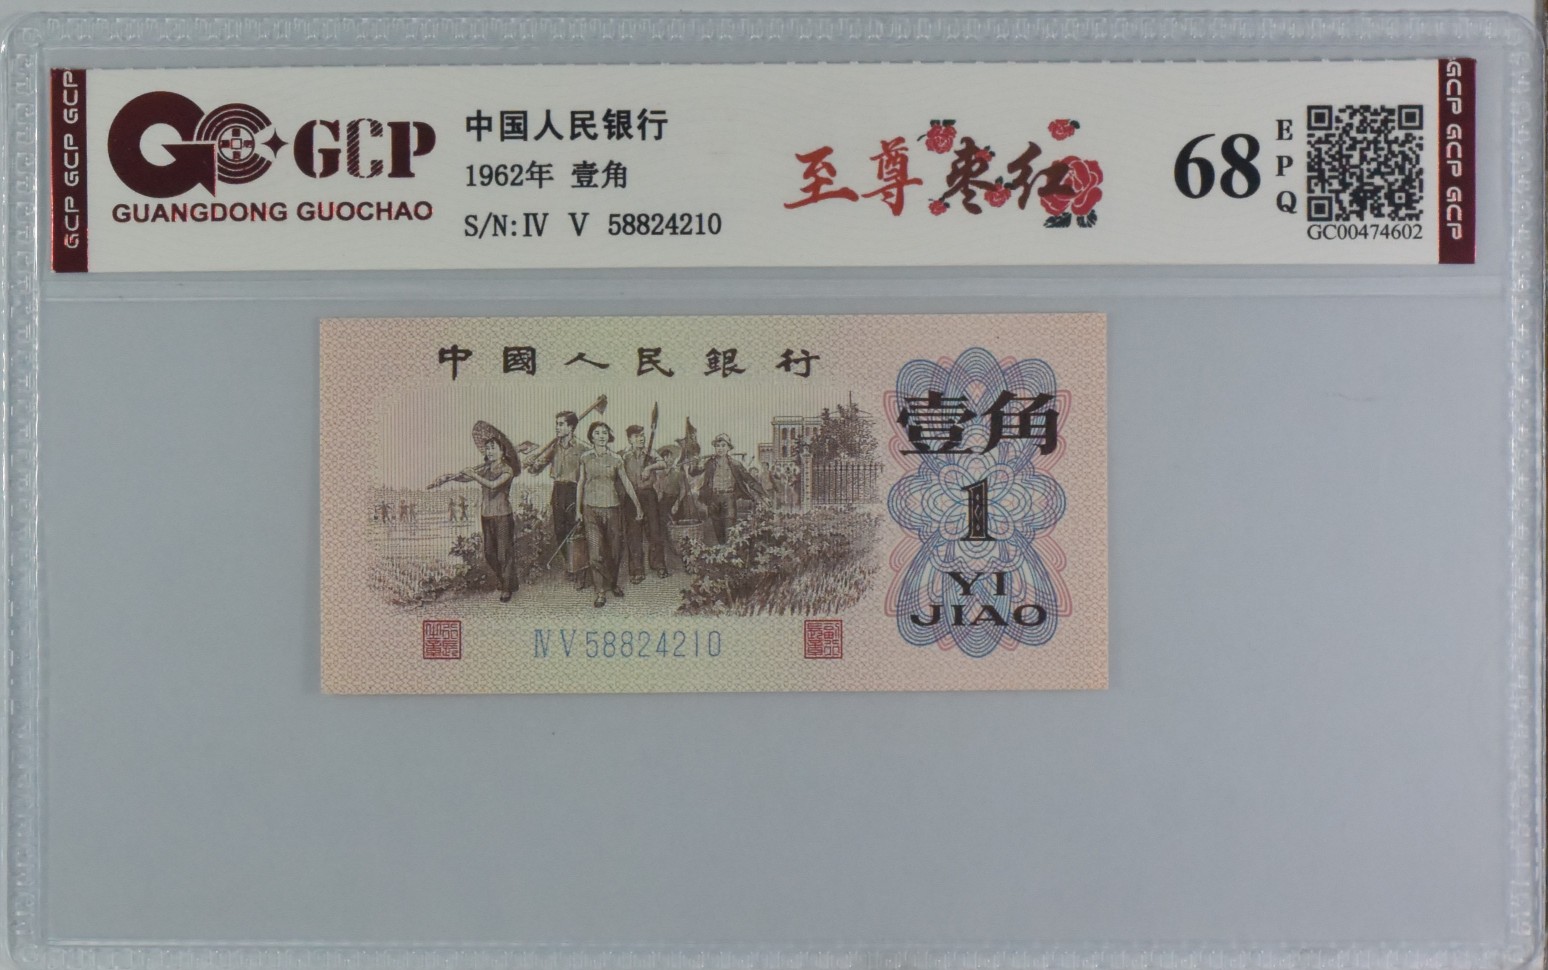 GCP GCP GCP
GCP
GUANGDONG GUOCHAO
中国人民银行
1962年 壹角
S/N:Ⅳ Ⅴ 58824210
至尊枣红
68
EPQ
GC00474602
GCP GCP GCP
中國人民銀行
壹角
1
YI
JIAO
Ⅳ Ⅴ 58824210